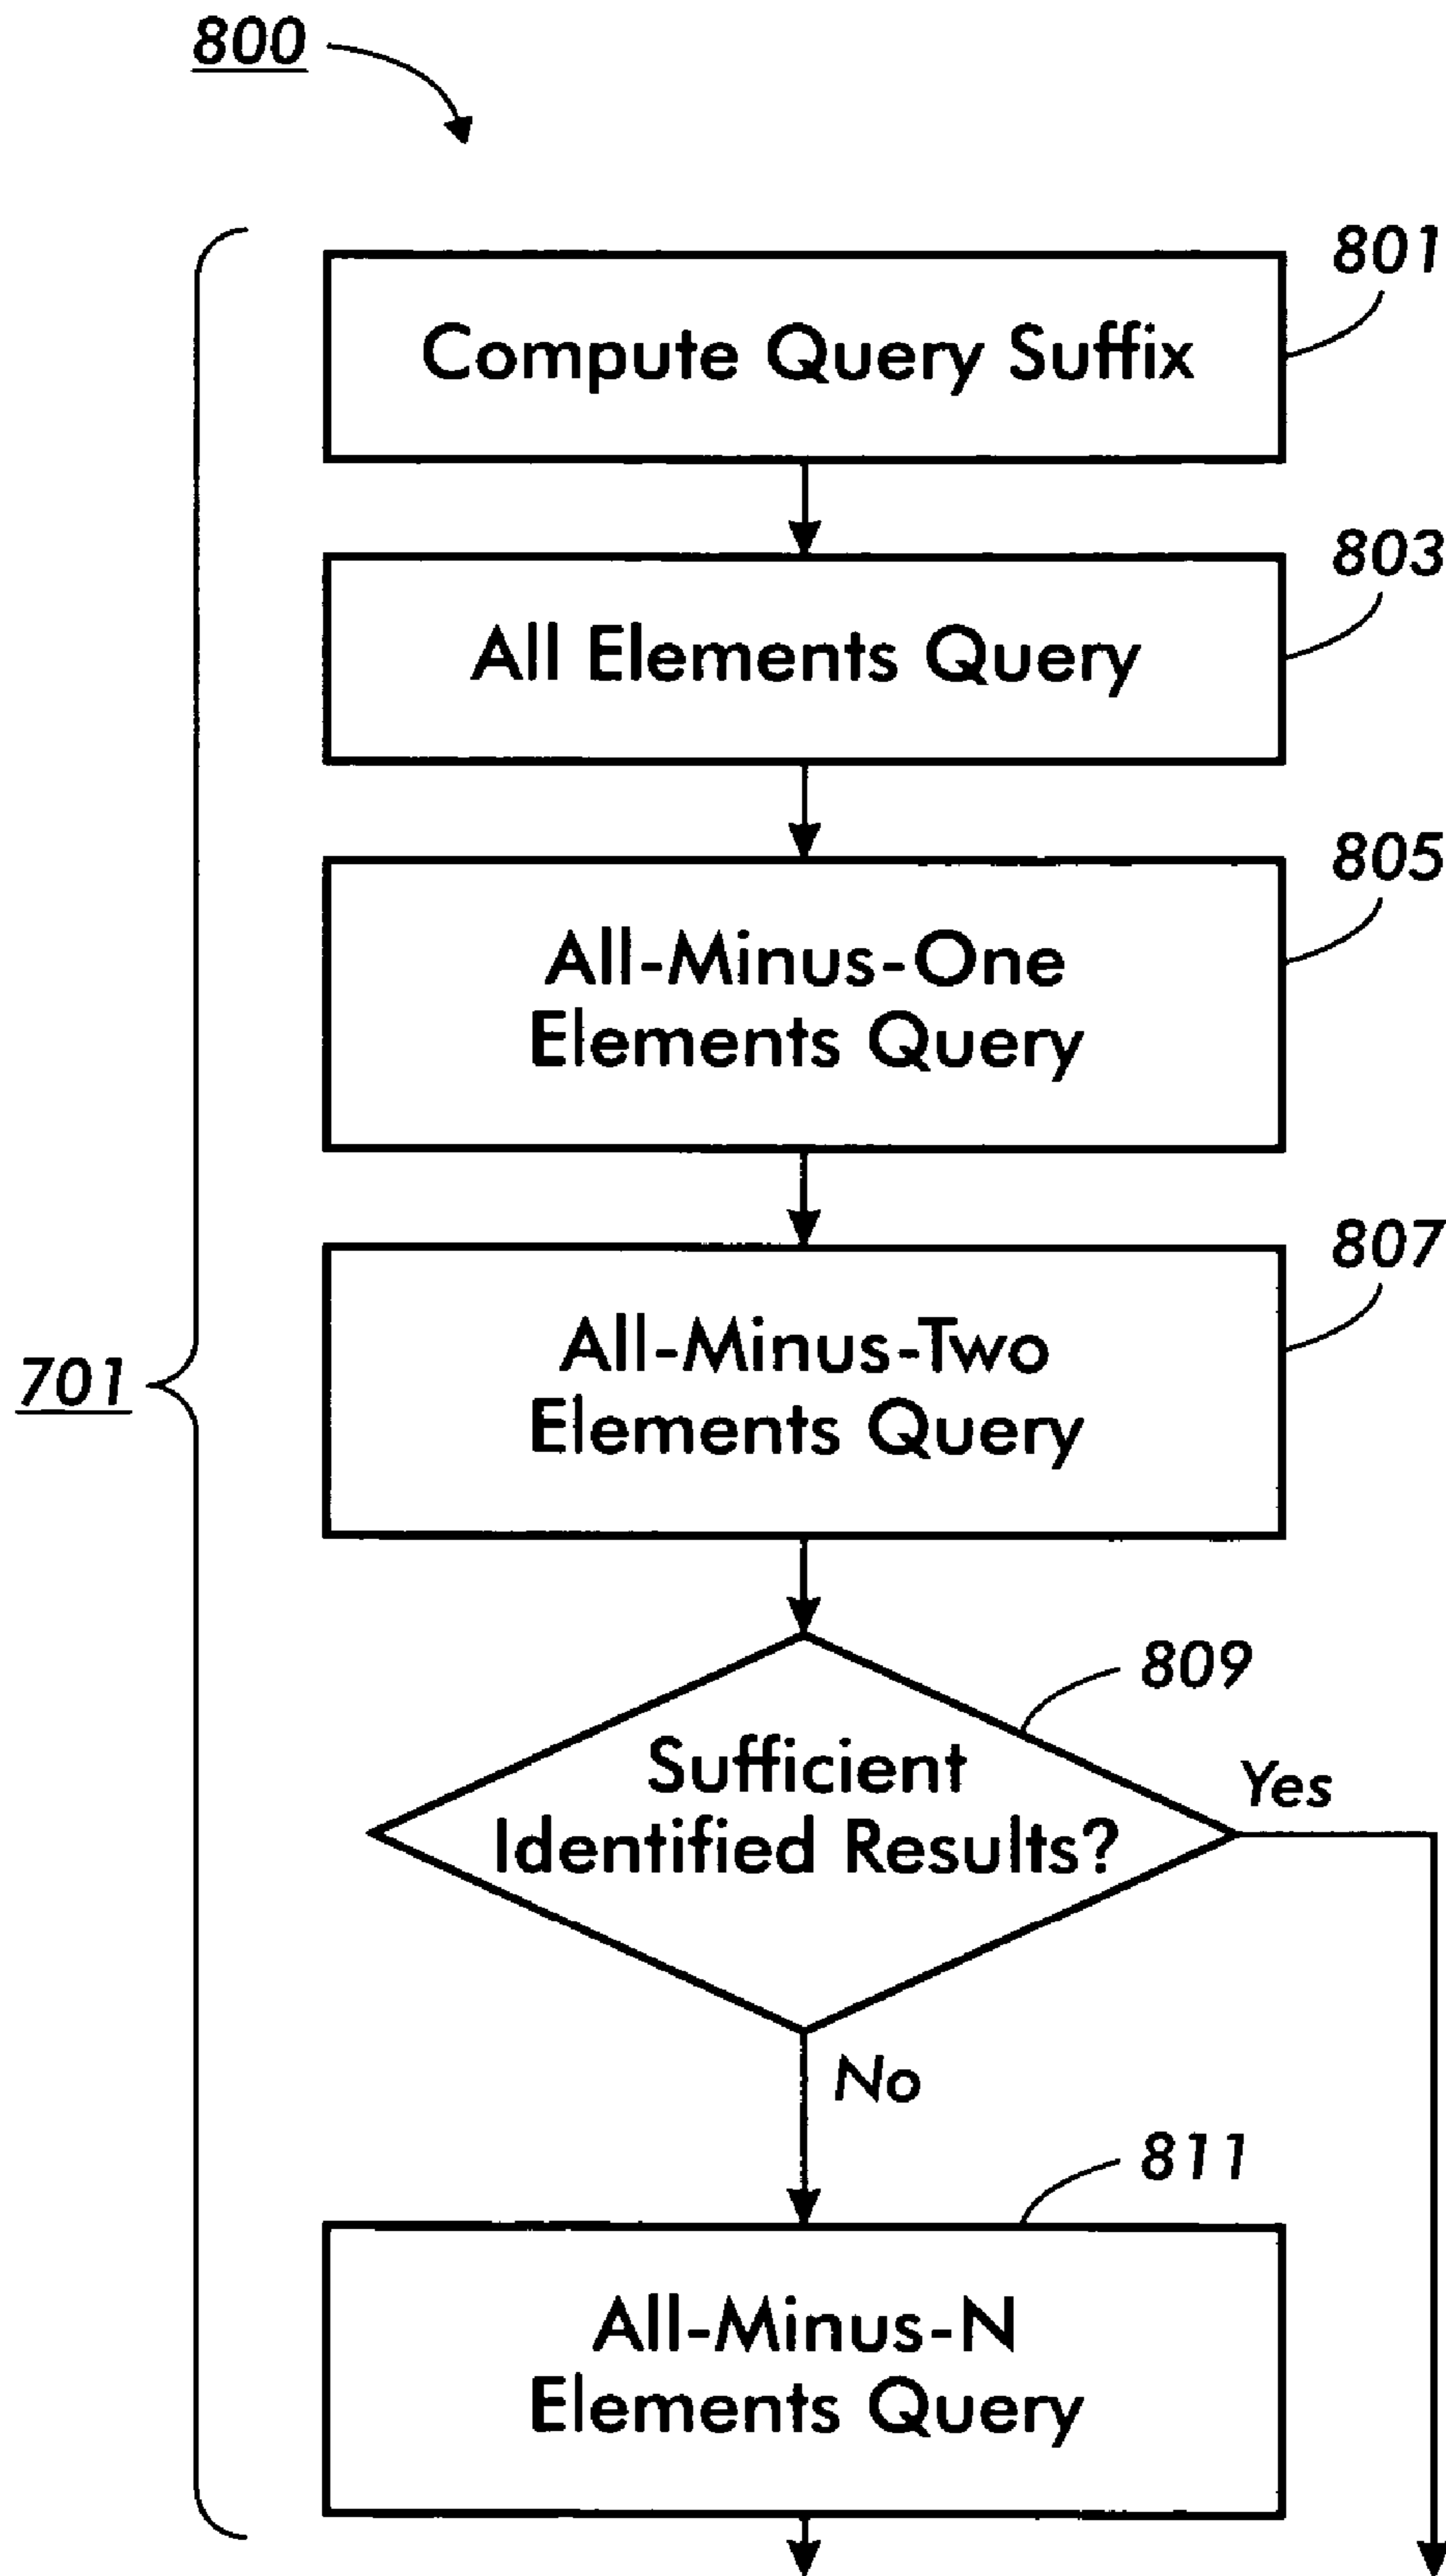 800
801
Compute Query Suffix
803
All Elements Query
805
All-Minus-One
Elements Query
807
All-Minus-Two
Elements Query
701
809
Sufficient
Identified Results?
Yes
No
811
All-Minus-N
Elements Query